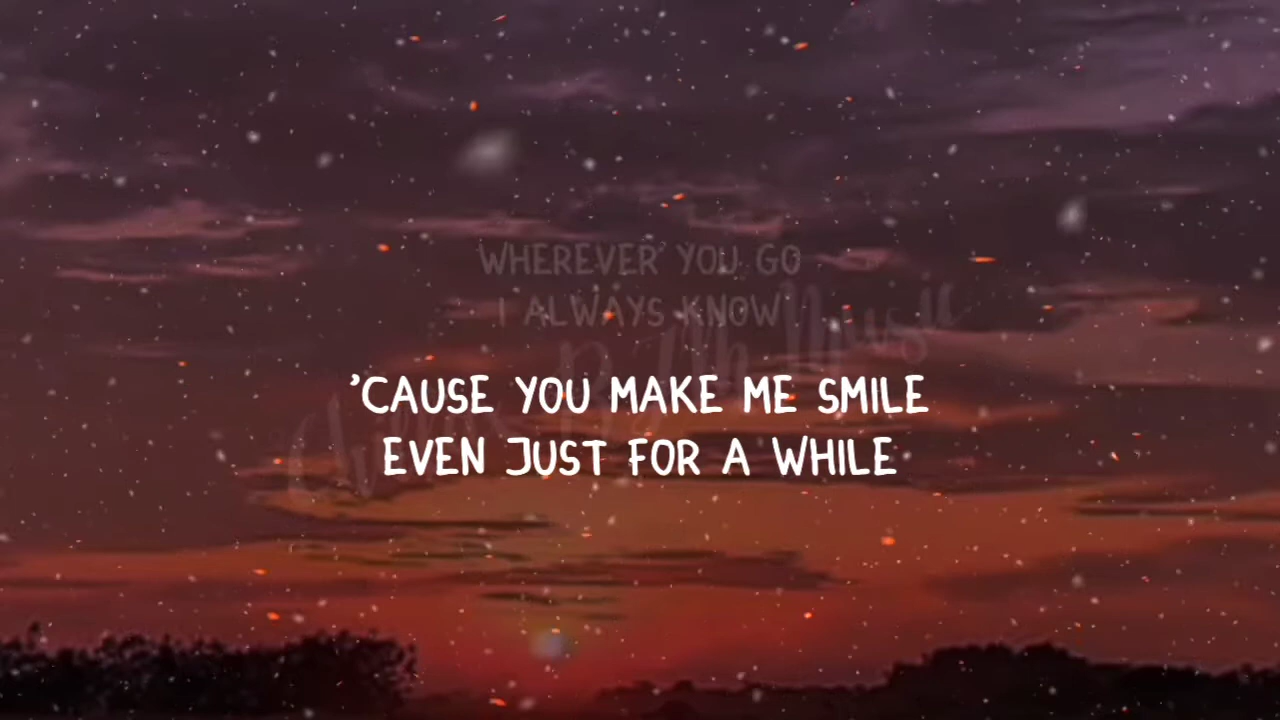 WHEREVER YOU GO
I ALWAYS KNOW
'CAUSE YOU MAKE ME SMILE
EVEN JUST FOR A WHILE